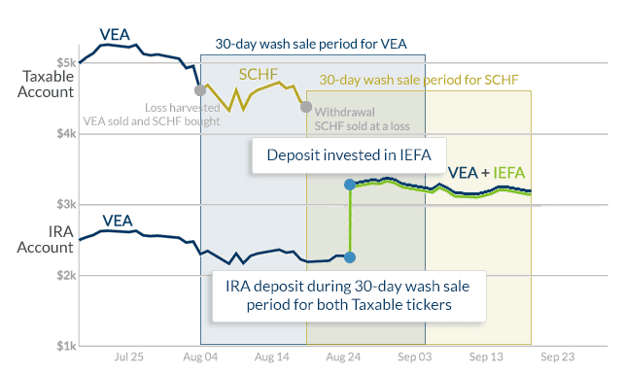 VEA
30-day wash sale period for VEA
$5k
Taxable
Account
SCHF
30-day wash sale period for SCHF
Loss harvested
VEA sold and SCHF bought
Withdrawal
SCHF sold at a loss
$4k
Deposit invested in IEFA
VEA + IEFA
$3k
VEA
IRA
Account
$2k
IRA deposit during 30-day wash sale
period for both Taxable tickers
$1k
Jul 25
Aug 04
Aug 14
Aug 24
Sep 03
Sep 13
Sep 23